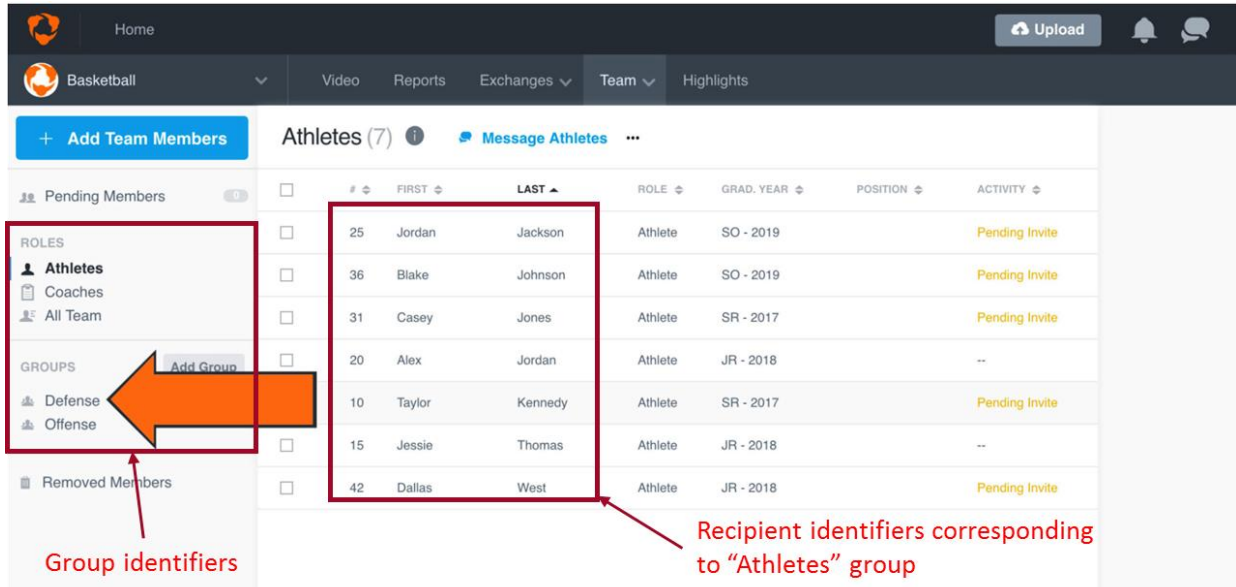 Home Upload
Basketball Video Reports Exchanges Team Highlights
+ Add Team Members
Athletes (7) Message Athletes ...
Pending Members 0
# FIRST LAST ROLE GRAD. YEAR POSITION ACTIVITY
ROLES
Athletes
Coaches
All Team
GROUPS Add Group
Defense
Offense
Removed Members
25 Jordan Jackson Athlete SO - 2019 Pending Invite
36 Blake Johnson Athlete SO - 2019 Pending Invite
31 Casey Jones Athlete SR - 2017 Pending Invite
20 Alex Jordan Athlete JR - 2018 --
10 Taylor Kennedy Athlete SR - 2017 Pending Invite
15 Jessie Thomas Athlete JR - 2018 --
42 Dallas West Athlete JR - 2018 Pending Invite
Group identifiers
Recipient identifiers corresponding
to “Athletes” group